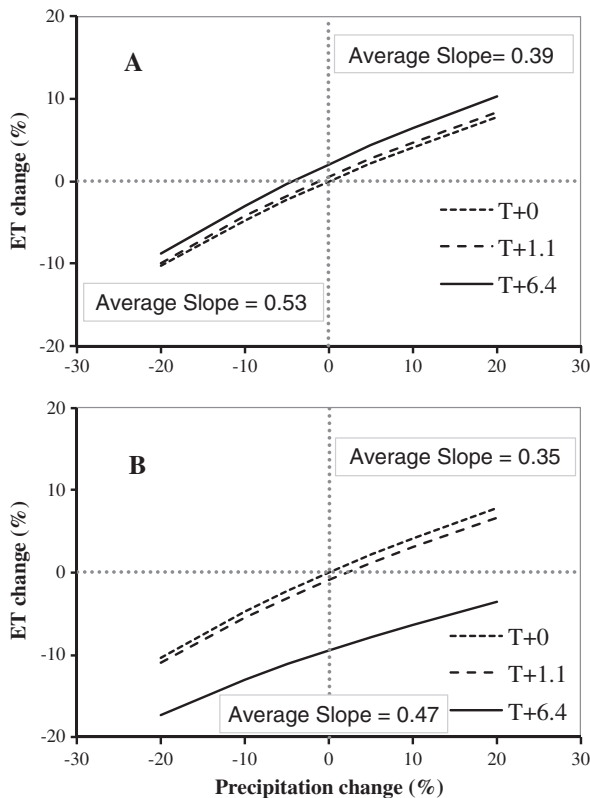 20
10
0
-10
-20
ET change (%)
A
Average Slope= 0.39
T+0
T+1.1
T+6.4
Average Slope = 0.53
-30
-20
-10
0
10
20
30
20
10
0
-10
-20
ET change (%)
B
Average Slope = 0.35
T+0
T+1.1
T+6.4
Average Slope = 0.47
-30
-20
-10
0
10
20
30
Precipitation change (%)